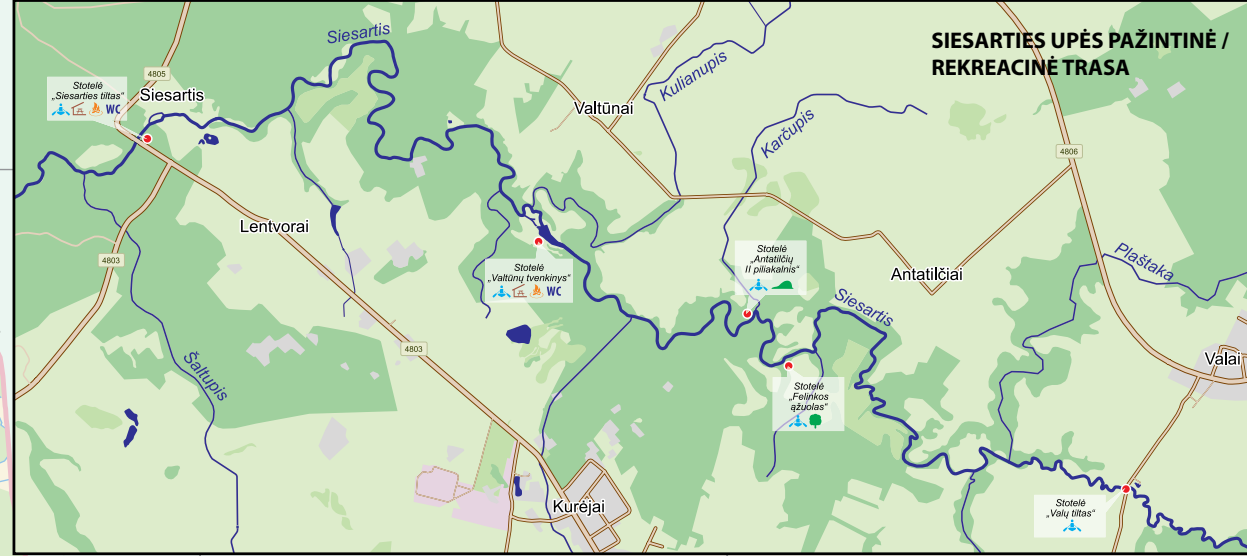 SIESARTIES UPĖS PAŽINTINĖ /
REKREACINĖ TRASA
Siesartis
4805
Stotelė
„Siesarties tiltas“
WC
Siesartis
Valtūnai
Kulianupis
Karčupis
4806
Lentvorai
4803
Stotelė
„Valtūnų tvenkinys“
WC
Stotelė
„Antatilčių
II piliakalnis“
Antatilčiai
Plaštaka
Siesartis
Šaltupis
4803
Valai
Stotelė
„Felinkos
ąžuolas“
Kurėjai
Stotelė
„Valų tiltas“